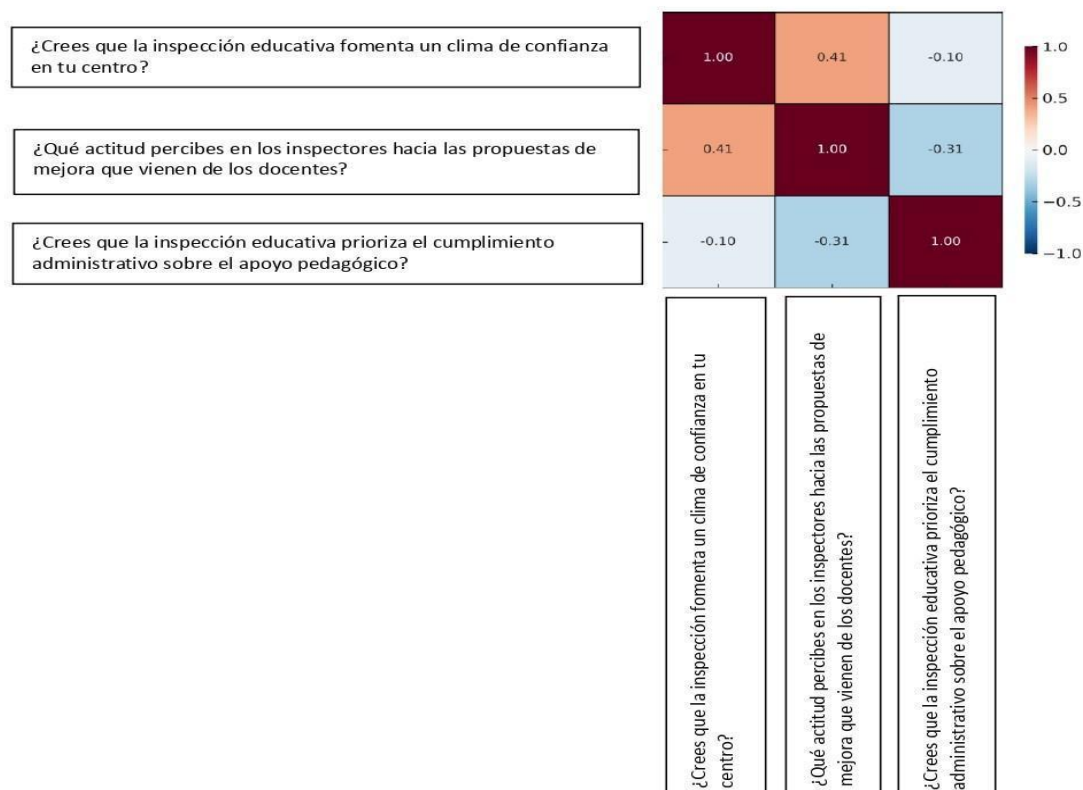 ¿Crees que la inspección educativa fomenta un clima de confianza
en tu centro?
1.00
0.41
-0.10
¿Qué actitud percibes en los inspectores hacia las propuestas de
mejora que vienen de los docentes?
0.41
1.00
-0.31
¿Crees que la inspección educativa prioriza el cumplimiento
administrativo sobre el apoyo pedagógico?
-0.10
-0.31
1.00
1.0
0.5
0.0
−0.5
−1.0
¿Crees que la inspección fomenta un clima de confianza en tu
centro?
¿Qué actitud percibes en los inspectores hacia las propuestas de
mejora que vienen de los docentes?
¿Crees que la inspección educativa prioriza el cumplimiento
administrativo sobre el apoyo pedagógico?